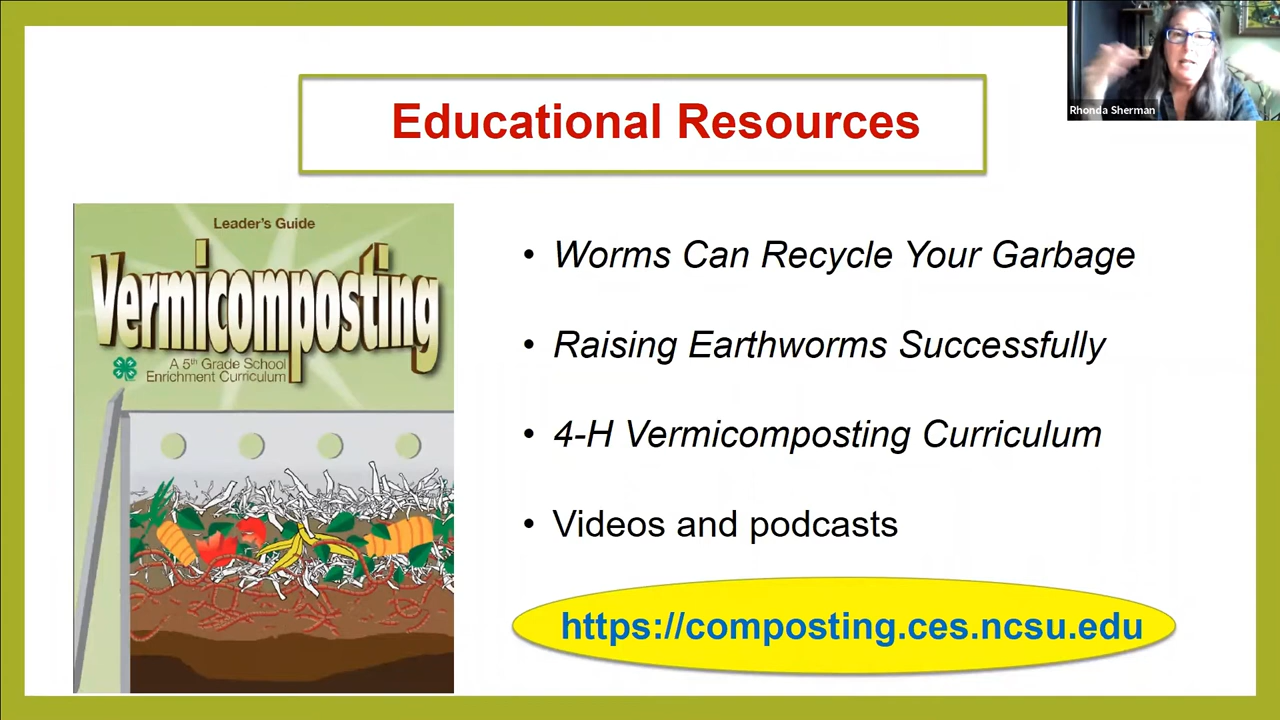 Educational Resources
Rhonda Sherman
Leader's Guide
Vermicomposting
A 5th Grade School
Enrichment Curriculum
• Worms Can Recycle Your Garbage
• Raising Earthworms Successfully
• 4-H Vermicomposting Curriculum
• Videos and podcasts
https://composting.ces.ncsu.edu